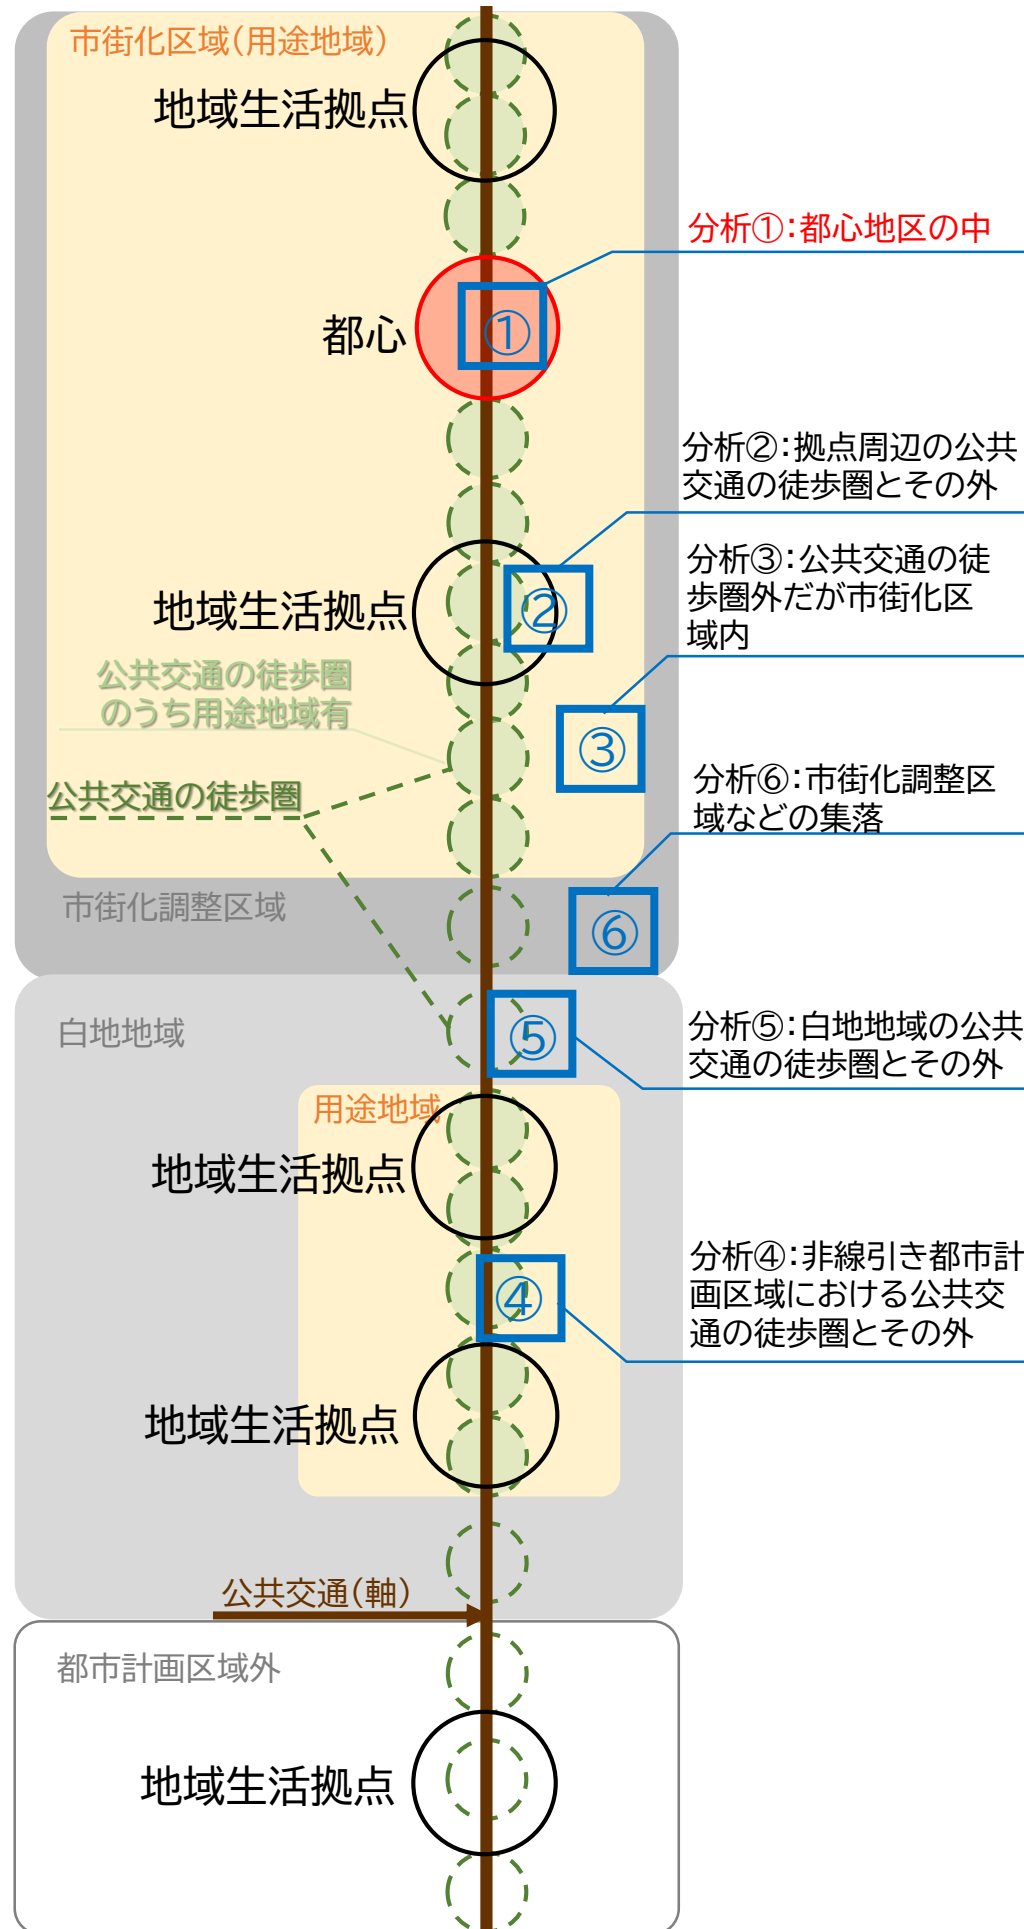 市街化区域(用途地域)
地域生活拠点
分析①:都心地区の中
都心
①
分析②:拠点周辺の公共
交通の徒歩圏とその外
分析③:公共交通の徒
歩圏外だが市街化区
域内
地域生活拠点
②
公共交通の徒歩圏
のうち用途地域有
③
公共交通の徒歩圏
分析⑥:市街化調整区
域などの集落
市街化調整区域
⑥
白地地域
⑤
分析⑤:白地地域の公共
交通の徒歩圏とその外
用途地域
地域生活拠点
分析④:非線引き都市計
画区域における公共交
通の徒歩圏とその外
④
地域生活拠点
公共交通(軸)
都市計画区域外
地域生活拠点